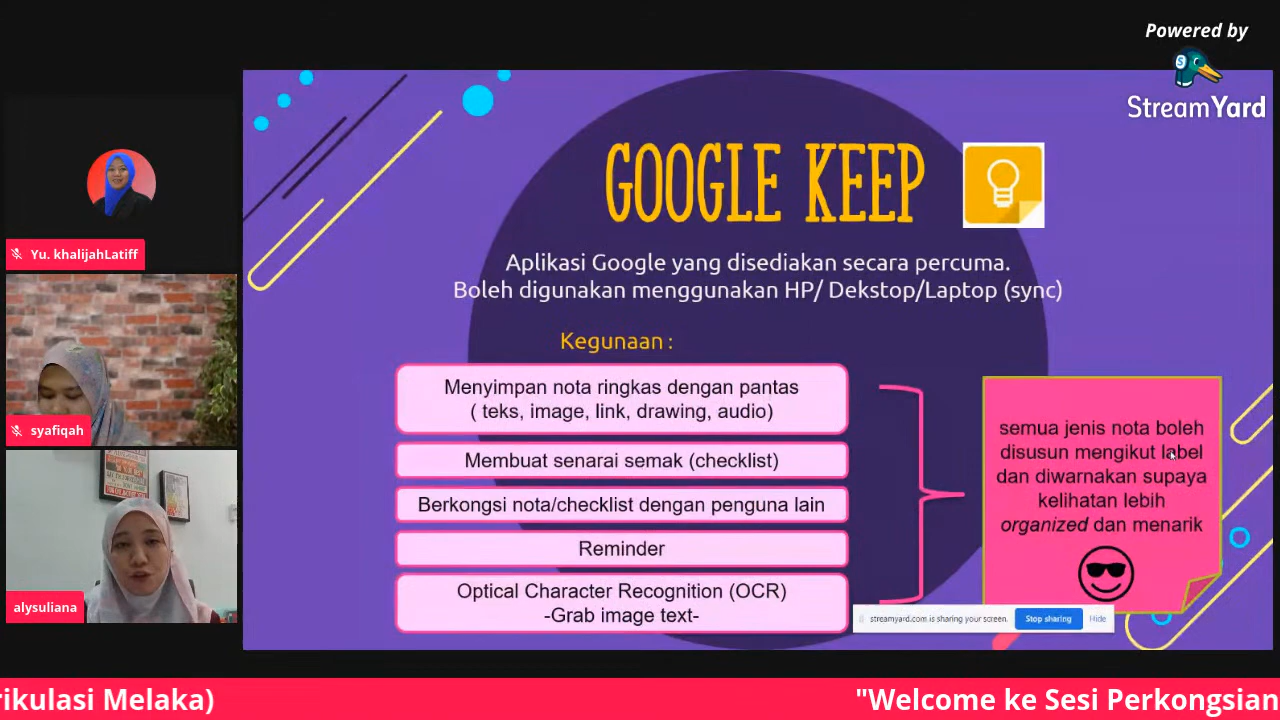 Powered by
StreamYard
Yu. khalijahLatiff
syafiqah
alysuliana
GOOGLE KEEP
Aplikasi Google yang disediakan secara percuma.
Boleh digunakan menggunakan HP/ Dekstop/Laptop (sync)
Kegunaan :
Menyimpan nota ringkas dengan pantas
( teks, image, link, drawing, audio)
Membuat senarai semak (checklist)
Berkongsi nota/checklist dengan penguna lain
Reminder
Optical Character Recognition (OCR)
-Grab image text-
semua jenis nota boleh
disusun mengikut label
dan diwarnakan supaya
kelihatan lebih
organized dan menarik
streamyard.com is sharing your screen.
Stop sharing
Hide
rikulasi Melaka)
"Welcome ke Sesi Perkongsian